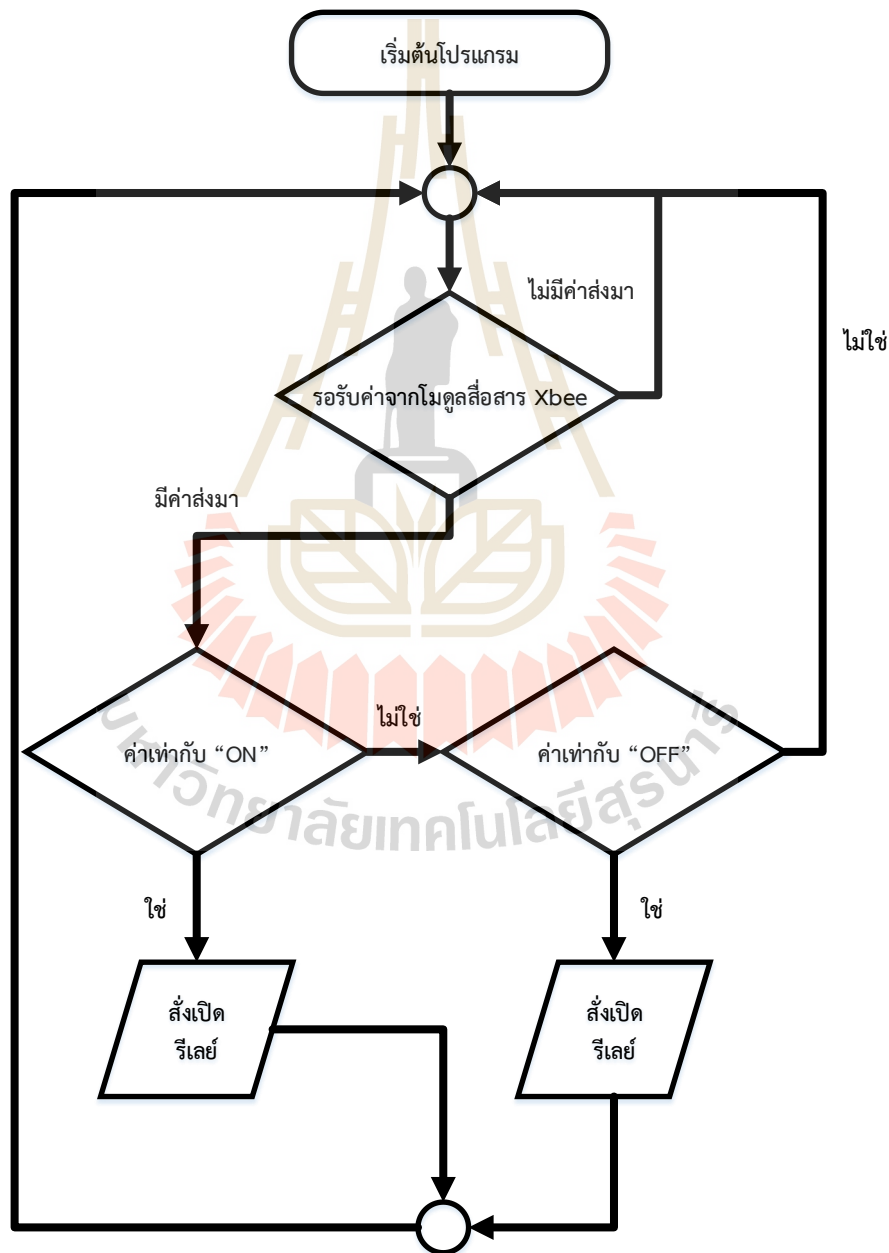 เริ่มต้นโปรแกรม
ไม่มีค่าส่งมา
ไม่ใช่
รอรับค่าจากโมดูลสื่อสาร Xbee
มีค่าส่งมา
ค่าเท่ากับ “ON”
ไม่ใช่
ค่าเท่ากับ “OFF”
มหาวิทยาลัยเทคโนโลยีสุรนารี
ใช่
ใช่
สั่งเปิด
รีเลย์
สั่งเปิด
รีเลย์